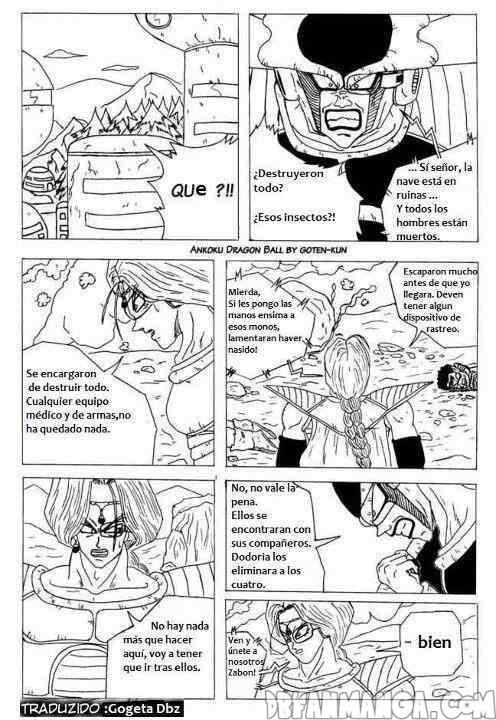 QUe ?!!
¿Destruyeron
todo?
¿Esos insectos?!
... Sí señor, la
nave está en
ruinas ...
Y todos los
hombres están
muertos.
ANKOKU DRAGON BALL BY GOTEN-KUN
Se encargaron
de destruir todo.
Cualquier equipo
médico y de armas,no
ha quedado nada.
Mierda,
Si les pongo las
manos ensima a
esos monos,
lamentaran haver
nasido!
Escaparon mucho
antes de que yo
llegara. Deven
tener algun
dispositivo de
rastreo.
No hay nada
más que hacer
aquí, voy a tener
que ir tras ellos.
No, no vale la
pena.
Ellos se
encontraran con
sus compañeros.
Dodoria los
eliminara a los
cuatro.
Ven y
únete a
nosotros
Zabon!
- bien
TRADUZIDO :Gogeta Dbz
DBFANMANGA.COM